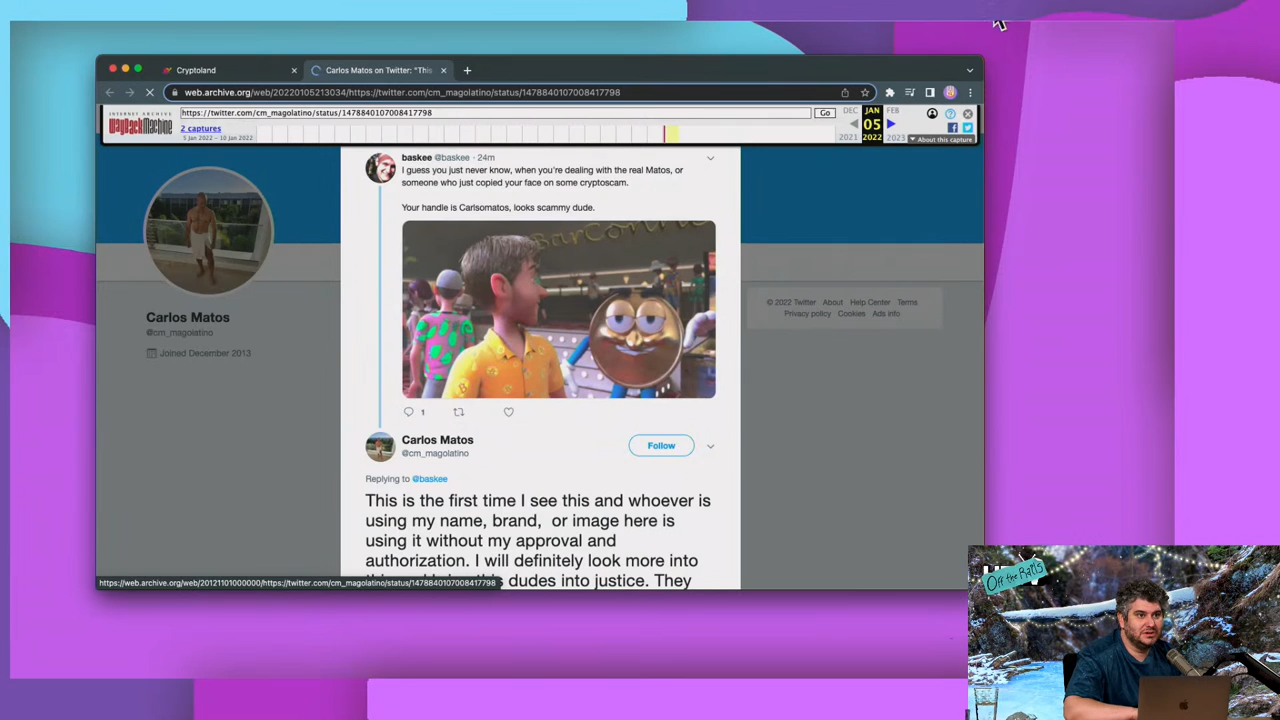 Cryptoland
Carlos Matos on Twitter: "This
web.archive.org/web/20220105213034/https://twitter.com/cm_magolatino/status/1478840107008417798
INTERNET ARCHIVE
WayBackMachine
https://twitter.com/cm_magolatino/status/1478840107008417798
Go
DEC
JAN
FEB
2 captures
5 Jan 2022 – 10 Jan 2022
05
2021
2022
2023
About this capture
baskee @baskee · 24m
I guess you just never know, when you're dealing with the real Matos, or
someone who just copied your face on some cryptoscam.
Your handle is Carlsomatos, looks scammy dude.
1
Carlos Matos
@cm_magolatino
Joined December 2013
© 2022 Twitter About Help Center Terms
Privacy policy Cookies Ads info
Carlos Matos
@cm_magolatino
Follow
Replying to @baskee
This is the first time I see this and whoever is
using my name, brand, or image here is
using it without my approval and
authorization. I will definitely look more into
dudes into justice. They
https://web.archive.org/web/20121101000000/https://twitter.com/cm_magolatino/status/1478840107008417798
Off the Rails